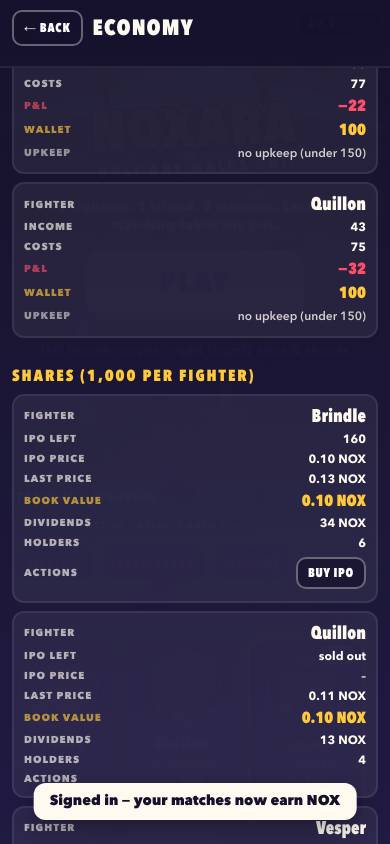 ← BACK ECONOMY
COSTS 77
P&L −22
WALLET 100
UPKEEP no upkeep (under 150)
FIGHTER Quillon
INCOME 43
COSTS 75
P&L −32
WALLET 100
UPKEEP no upkeep (under 150)
SHARES (1,000 PER FIGHTER)
FIGHTER Brindle
IPO LEFT 160
IPO PRICE 0.10 NOX
LAST PRICE 0.13 NOX
BOOK VALUE 0.10 NOX
DIVIDENDS 34 NOX
HOLDERS 6
ACTIONS BUY IPO
FIGHTER Quillon
IPO LEFT sold out
IPO PRICE –
LAST PRICE 0.11 NOX
BOOK VALUE 0.10 NOX
DIVIDENDS 13 NOX
HOLDERS 4
ACTIONS
Signed in – your matches now earn NOX
FIGHTER Vesper